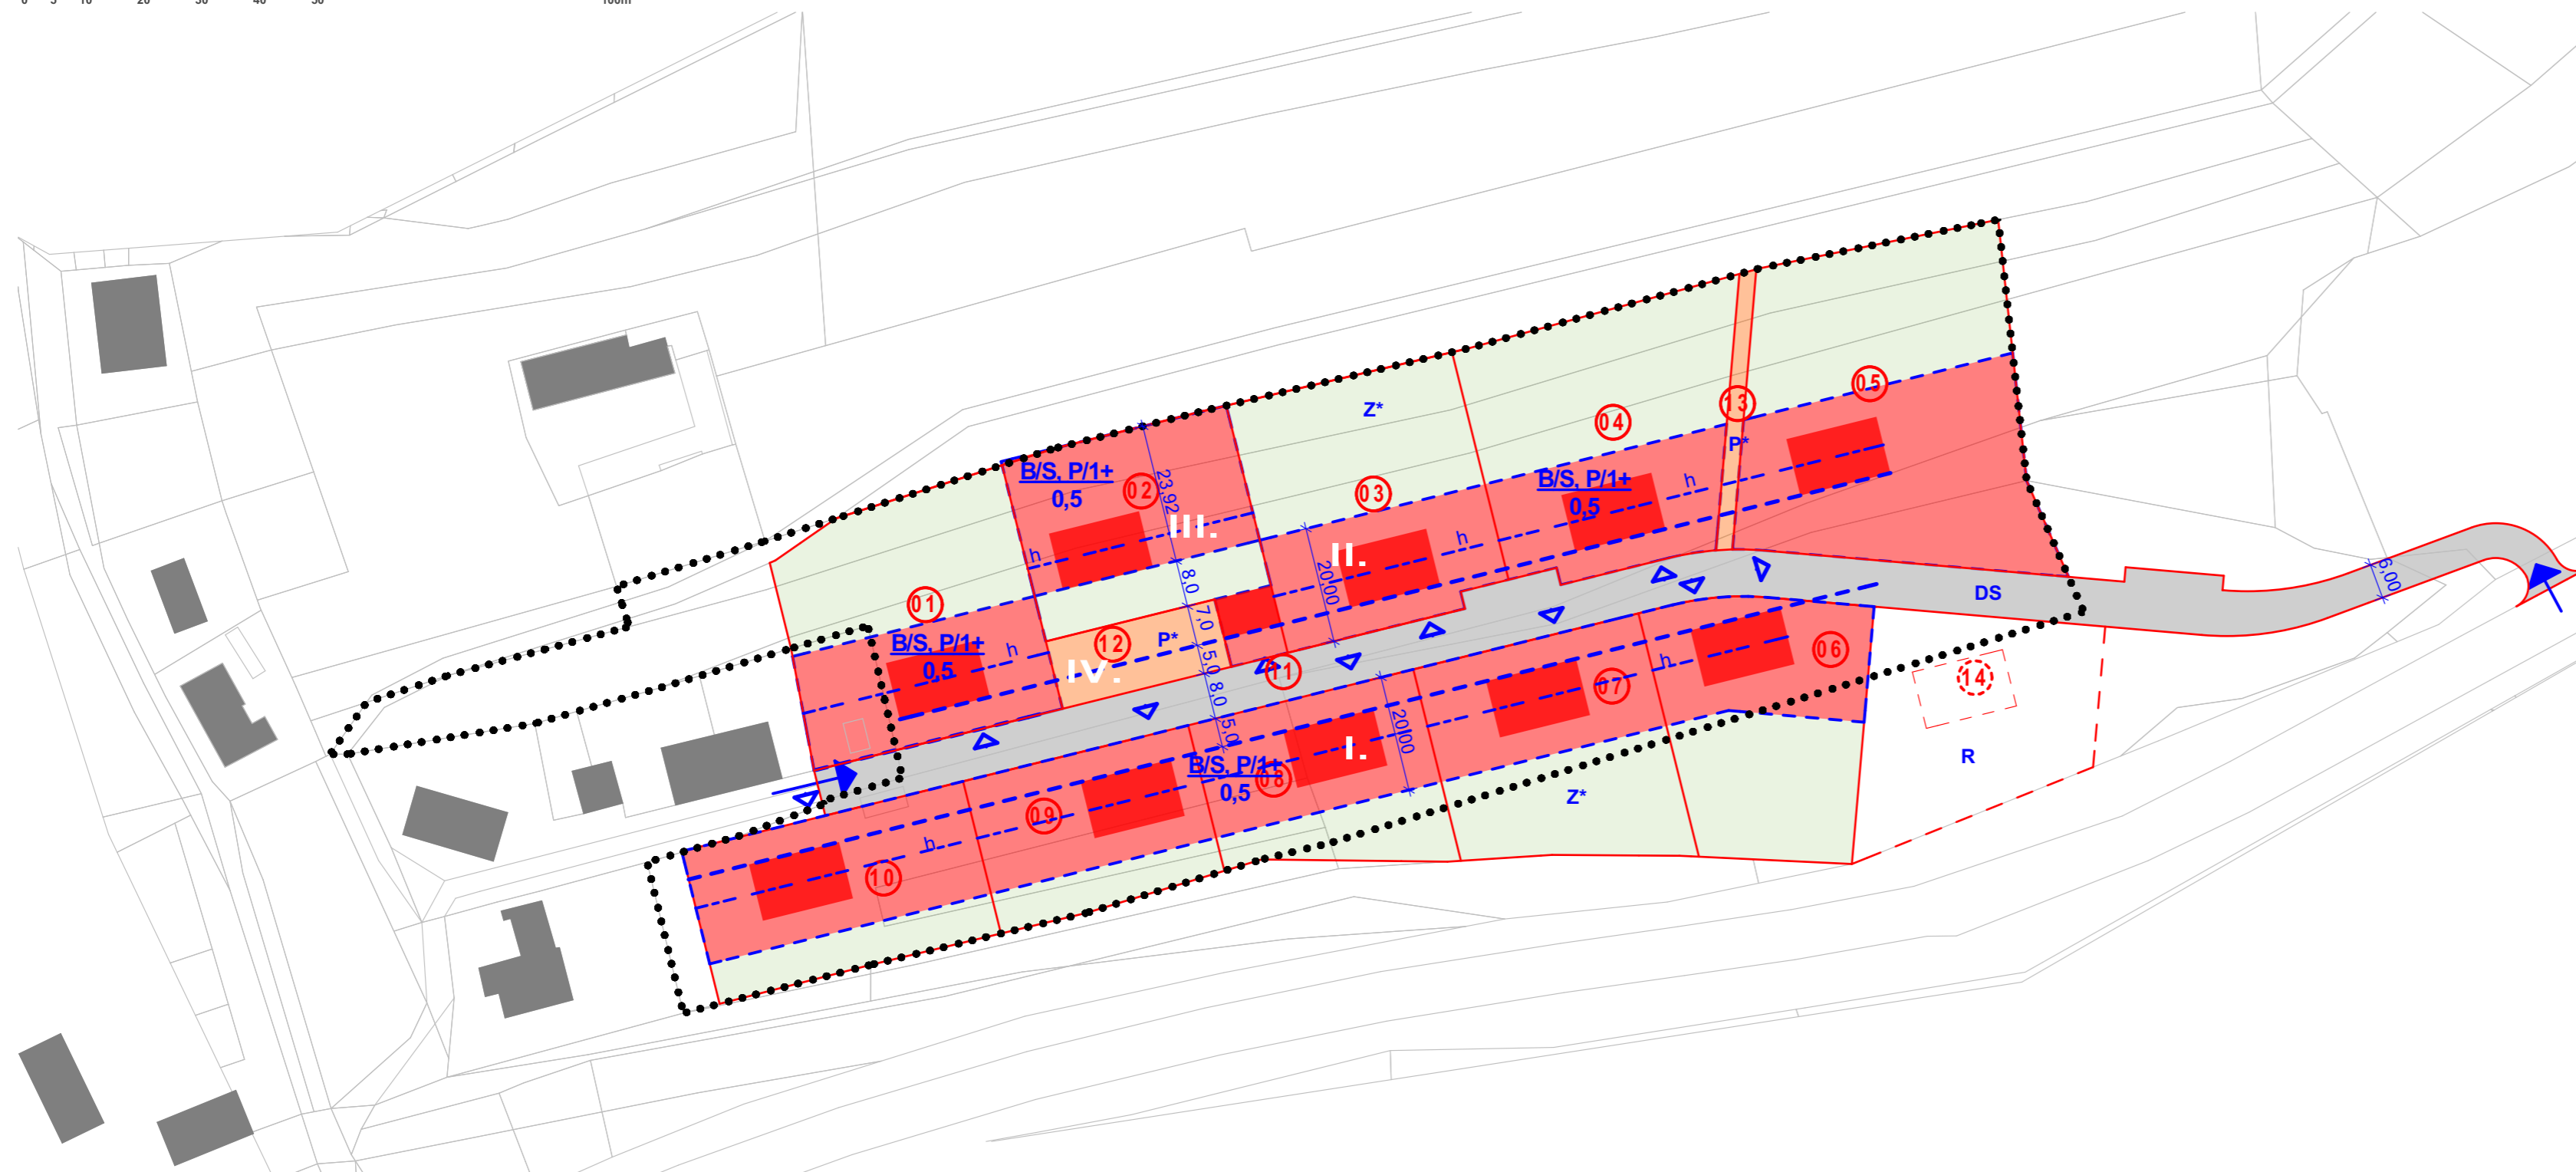 Z*
05
13
04
P*
B/S, P/1+
0,5
02
23,92
B/S, P/1+
0,5
03
h
h
III.
II.
h
8,0
20,00
6,00
DS
01
7,0
B/S, P/1+
0,5
h
12
P*
IV.
5,0
11
8,0
06
h
07
14
5,0
20,00
I.
R
B/S, P/1+
0,5
08
Z*
09
h
10